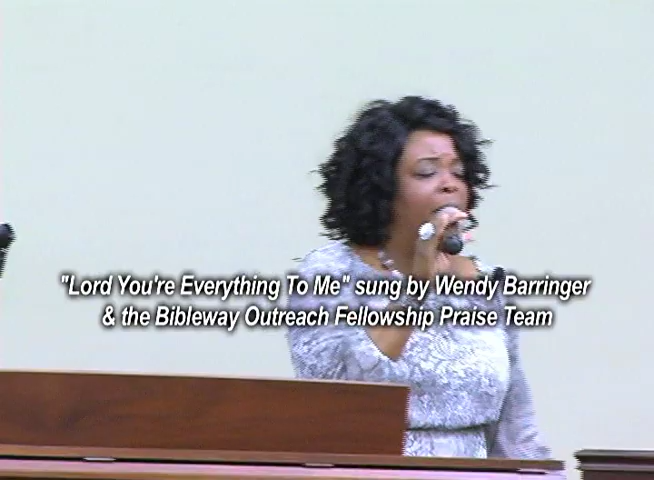 "Lord You're Everything To Me" sung by Wendy Barringer
& the Bibleway Outreach Fellowship Praise Team